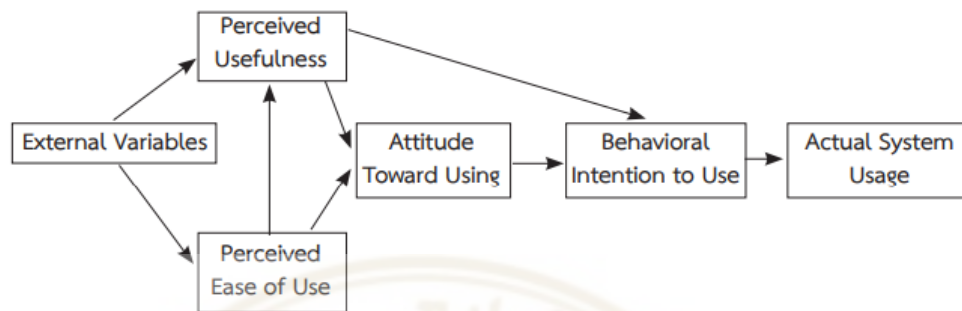 Perceived
Usefulness
External Variables
Attitude
Toward Using
Behavioral
Intention to Use
Actual System
Usage
Perceived
Ease of Use